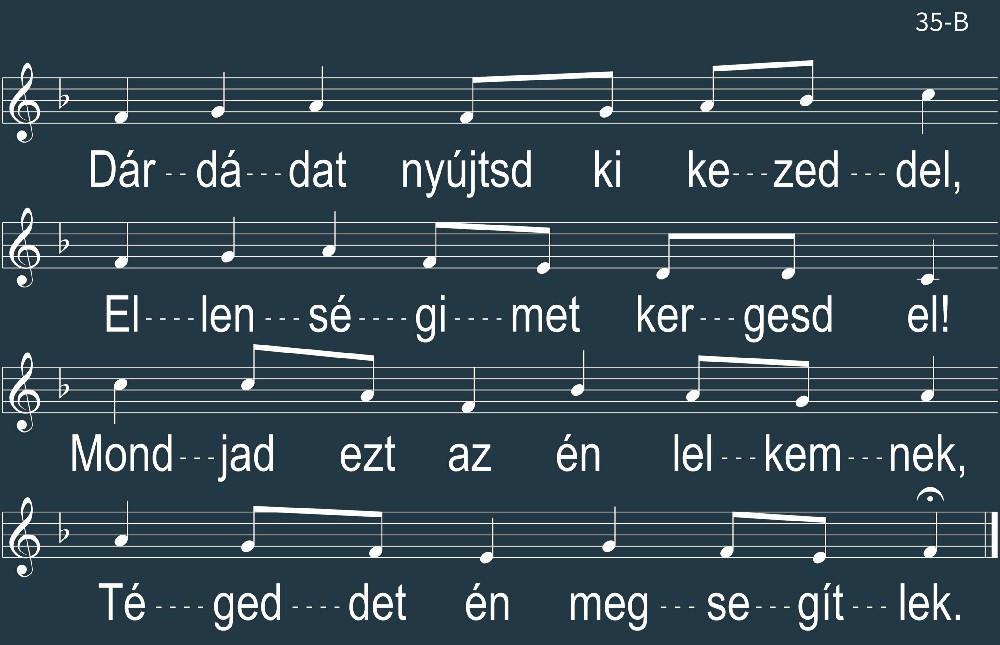 35-B
Dár--dá---dat nyújtsd ki ke---zed---del,
El----len---sé----gi----met ker---gesd el!
Mond---jad ezt az én lel---kem---nek,
Té----ged----det én meg---se---gít---lek.